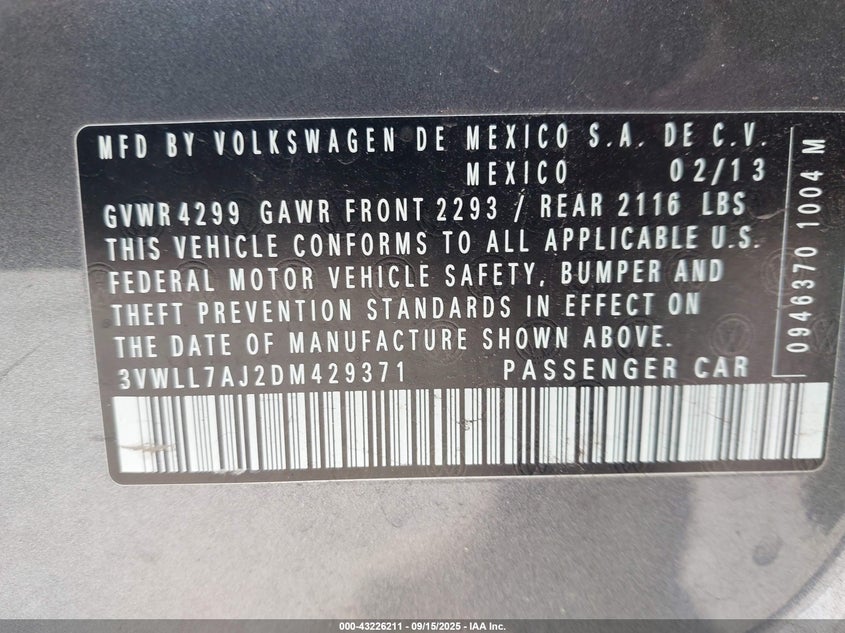 MFD BY VOLKSWAGEN DE MEXICO S.A. DE C.V.
MEXICO 02/13
GVWR 4299 GAWR FRONT 2293 / REAR 2116 LBS
THIS VEHICLE CONFORMS TO ALL APPLICABLE U.S.
FEDERAL MOTOR VEHICLE SAFETY, BUMPER AND
THEFT PREVENTION STANDARDS IN EFFECT ON
THE DATE OF MANUFACTURE SHOWN ABOVE.
3VWLL7AJ2DM429371 PASSENGER CAR
0946370 1004 M
000-43226211 - 09/15/2025 - IAA Inc.